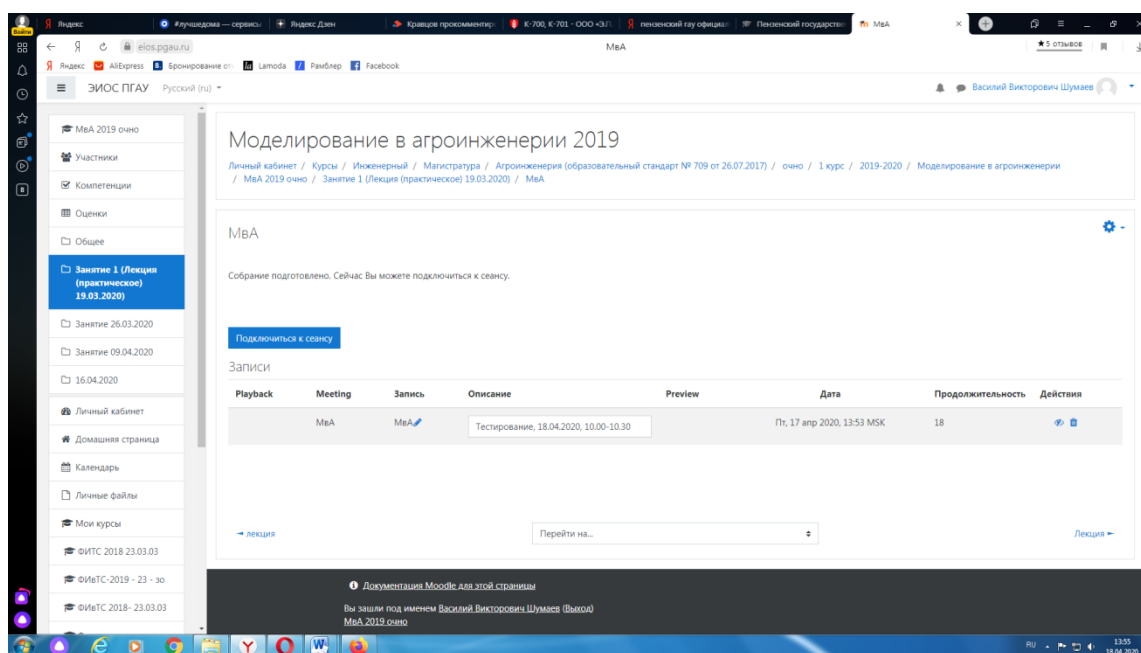 Яндекс
#лучшедома — сервисы
Яндекс Дзен
Кравцов прокомментир
К-700, К-701 - ООО «ЗЛ
пензенский гау официал
Пензенский государстве
МвА
Войти
eios.pgau.ru
МвА
★ 5 отзывов
Яндекс
AliExpress
Бронирование оте
Lamoda
Рамблер
Facebook
ЭИОС ПГАУ
Русский (ru)
Василий Викторович Шумаев
МвА 2019 очно
Участники
Компетенции
Оценки
Общее
Занятие 1 (Лекция
(практическое)
19.03.2020)
Занятие 26.03.2020
Занятие 09.04.2020
16.04.2020
Личный кабинет
Домашняя страница
Календарь
Личные файлы
Мои курсы
ФИТС 2018 23.03.03
ФИвТС-2019 - 23 - зо
ФИвТС 2018- 23.03.03
Моделирование в агроинженерии 2019
Личный кабинет / Курсы / Инженерный / Магистратура / Агроинженерия (образовательный стандарт № 709 от 26.07.2017) / очно / 1 курс / 2019-2020 / Моделирование в агроинженерии
/ МвА 2019 очно / Занятие 1 (Лекция (практическое) 19.03.2020) / МвА
МвА
Собрание подготовлено. Сейчас Вы можете подключиться к сеансу.
Подключиться к сеансу
Записи
Playback Meeting Запись Описание Preview Дата Продолжительность Действия
МвА МвА Тестирование, 18.04.2020, 10.00-10.30 Пт, 17 апр 2020, 13:53 MSK 18
◄ лекция
Перейти на...
Лекция ►
Документация Moodle для этой страницы
Вы зашли под именем Василий Викторович Шумаев (Выход)
МвА 2019 очно
RU
13:55
18.04.2020